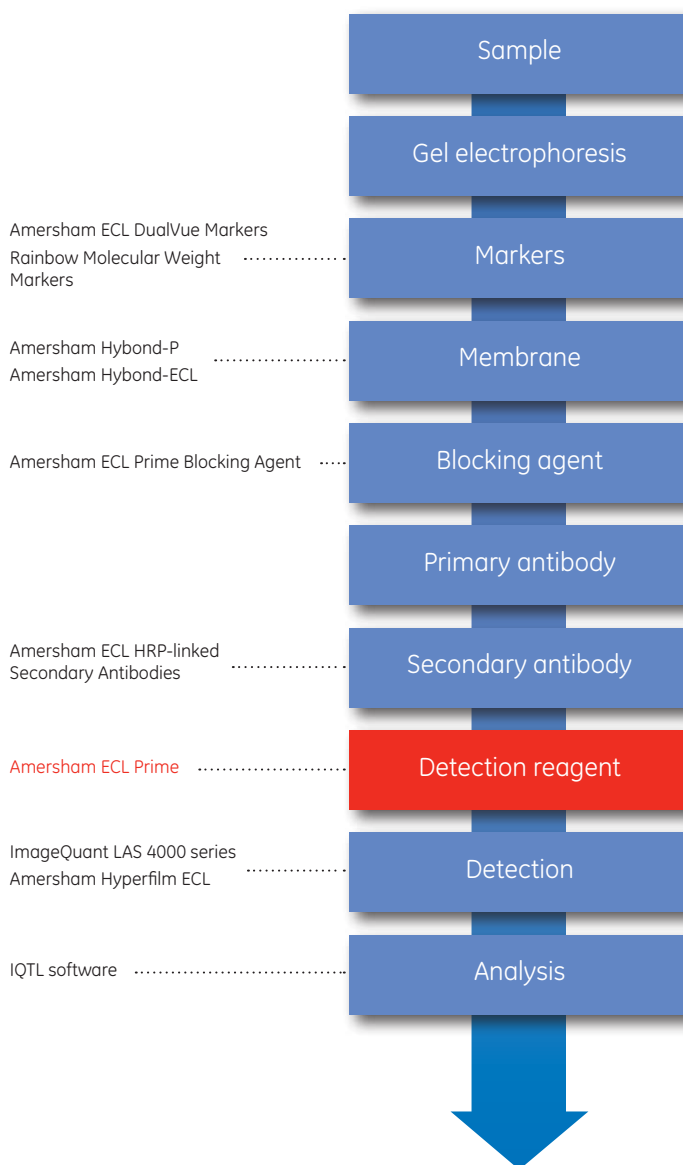 Sample
Gel electrophoresis
Amersham ECL DualVue Markers
Rainbow Molecular Weight
Markers
Markers
Amersham Hybond-P
Amersham Hybond-ECL
Membrane
Amersham ECL Prime Blocking Agent
Blocking agent
Primary antibody
Amersham ECL HRP-linked
Secondary Antibodies
Secondary antibody
Amersham ECL Prime
Detection reagent
ImageQuant LAS 4000 series
Amersham Hyperfilm ECL
Detection
IQTL software
Analysis